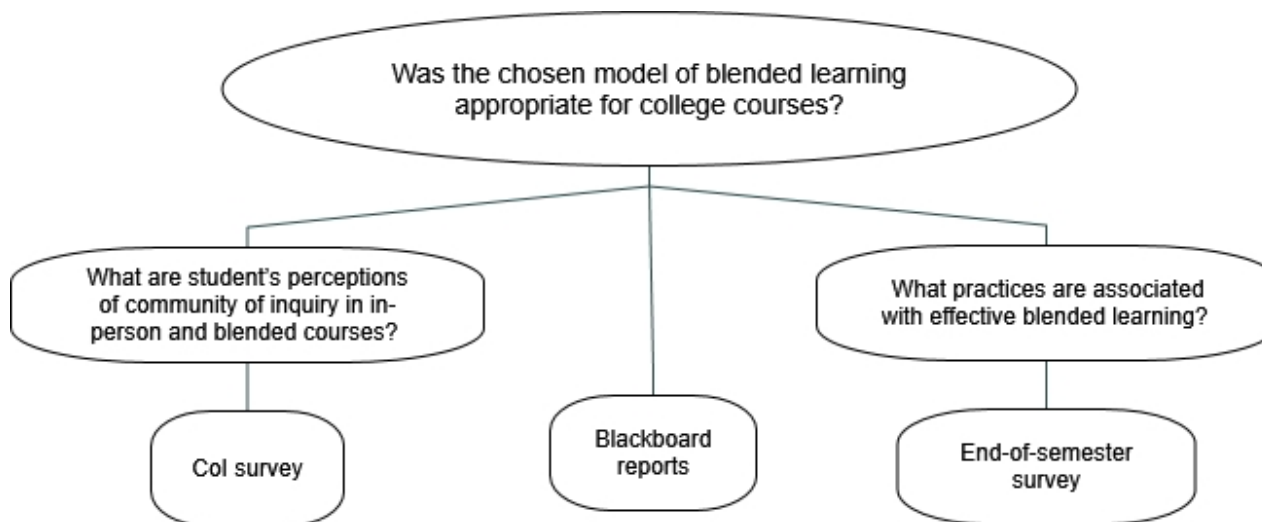 Was the chosen model of blended learning
appropriate for college courses?
What are student's perceptions
of community of inquiry in in-
person and blended courses?
What practices are associated
with effective blended learning?
CoI survey
Blackboard
reports
End-of-semester
survey